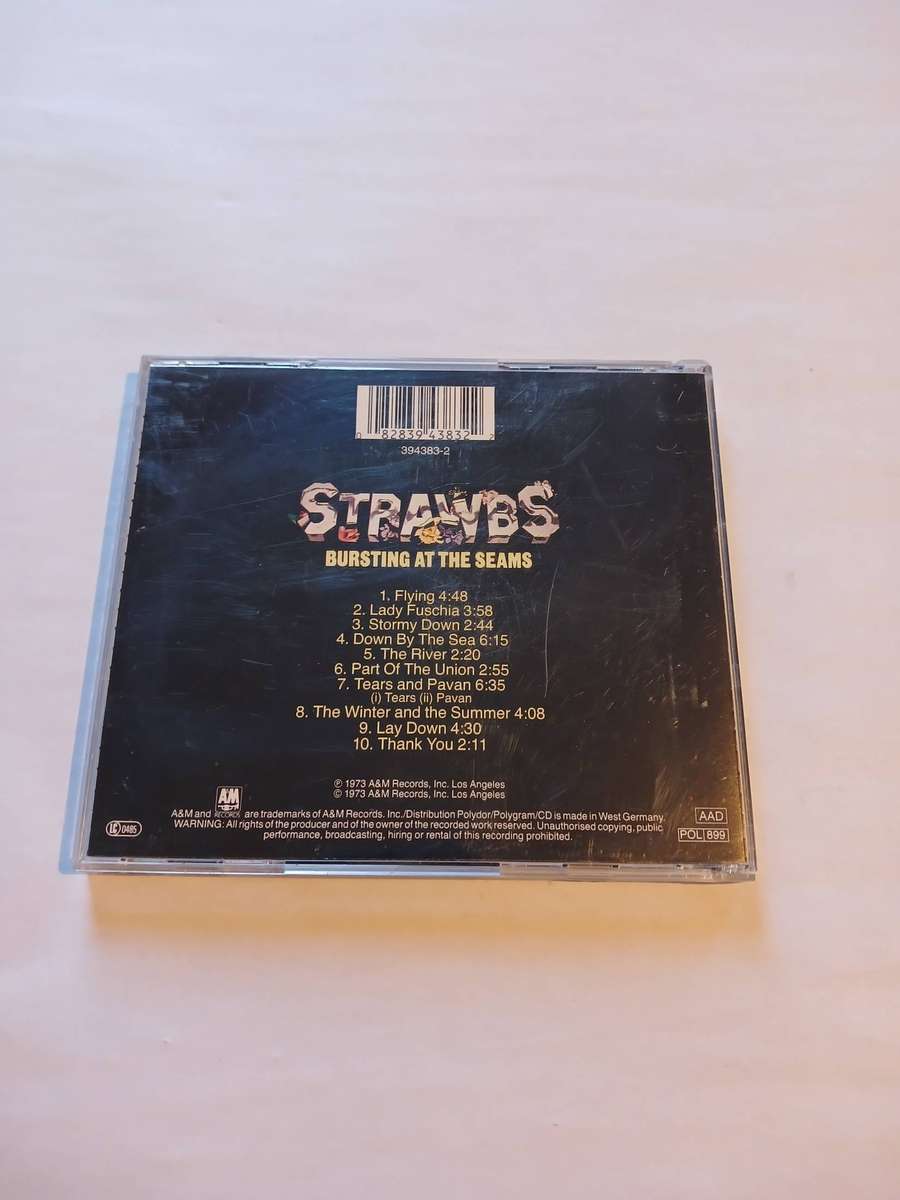 0 82839 43832 2
394383-2
STRAWBS
BURSTING AT THE SEAMS
1. Flying 4:48
2. Lady Fuschia 3:58
3. Stormy Down 2:44
4. Down By The Sea 6:15
5. The River 2:20
6. Part Of The Union 2:55
7. Tears and Pavan 6:35
(i) Tears (ii) Pavan
8. The Winter and the Summer 4:08
9. Lay Down 4:30
10. Thank You 2:11
℗ 1973 A&M Records, Inc. Los Angeles
© 1973 A&M Records, Inc. Los Angeles
A&M RECORDS
A&M and are trademarks of A&M Records. Inc./Distribution Polydor/Polygram/CD is made in West Germany.
WARNING: All rights of the producer and of the owner of the recorded work reserved. Unauthorised copying, public
performance, broadcasting, hiring or rental of this recording prohibited.
LC 0485
AAD
POL 899